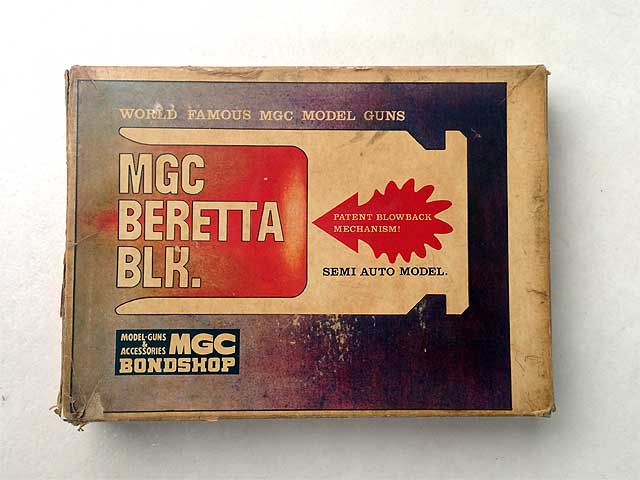 WORLD FAMOUS MGC MODEL GUNS
MGC
BERETTA
BLK.
PATENT BLOWBACK
MECHANISM!
SEMI AUTO MODEL.
MODEL-GUNS
&
ACCESSORIES MGC
BONDSHOP